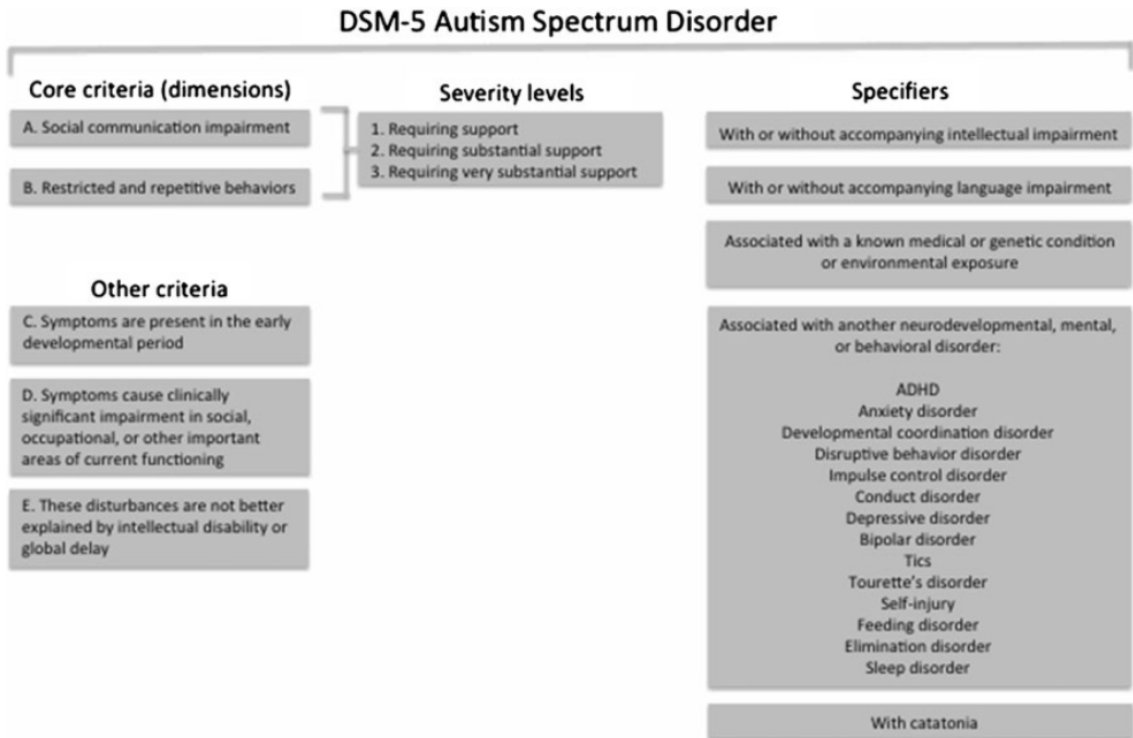 DSM-5 Autism Spectrum Disorder
Core criteria (dimensions)
A. Social communication impairment
B. Restricted and repetitive behaviors
Severity levels
1. Requiring support
2. Requiring substantial support
3. Requiring very substantial support
Other criteria
C. Symptoms are present in the early
developmental period
D. Symptoms cause clinically
significant impairment in social,
occupational, or other important
areas of current functioning
E. These disturbances are not better
explained by intellectual disability or
global delay
Specifiers
With or without accompanying intellectual impairment
With or without accompanying language impairment
Associated with a known medical or genetic condition
or environmental exposure
Associated with another neurodevelopmental, mental,
or behavioral disorder:
ADHD
Anxiety disorder
Developmental coordination disorder
Disruptive behavior disorder
Impulse control disorder
Conduct disorder
Depressive disorder
Bipolar disorder
Tics
Tourette's disorder
Self-injury
Feeding disorder
Elimination disorder
Sleep disorder
With catatonia